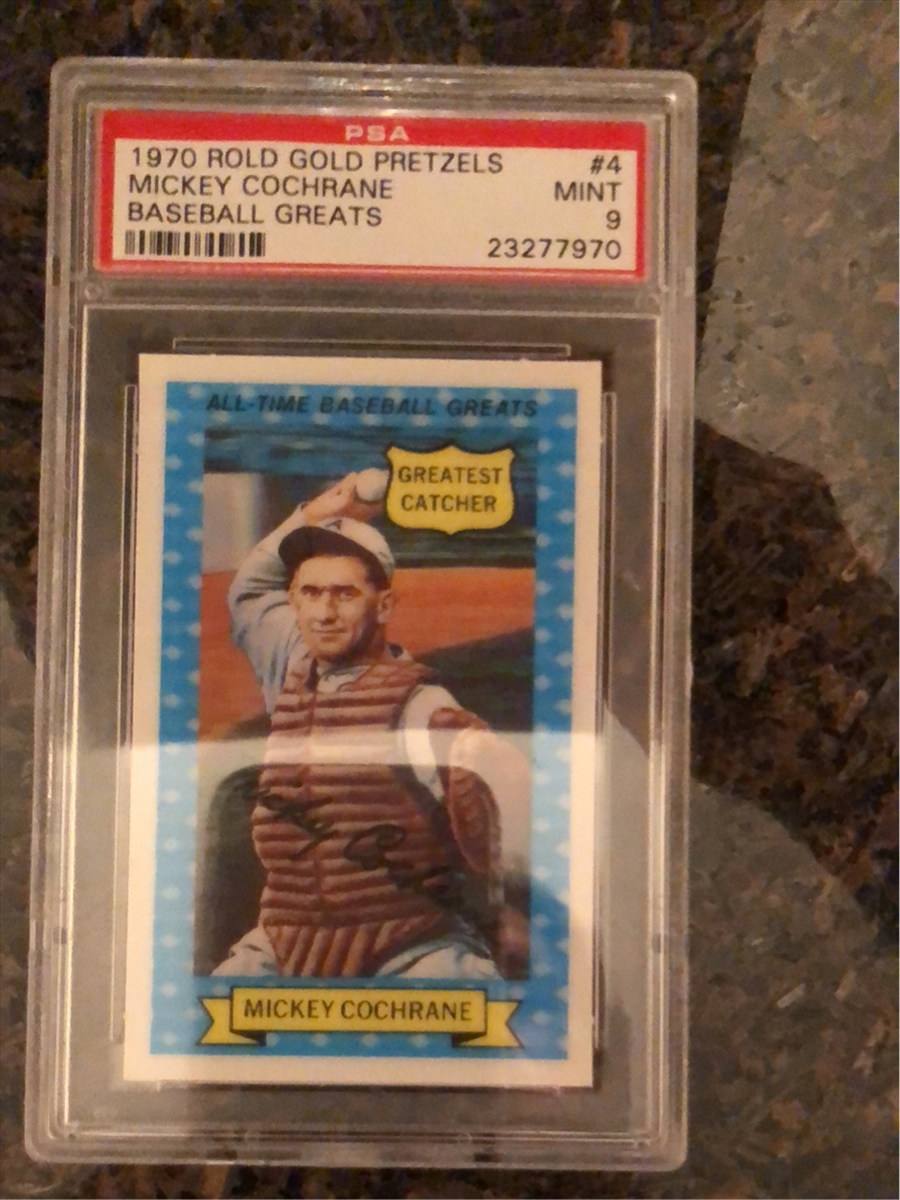 PSA
1970 ROLD GOLD PRETZELS #4
MICKEY COCHRANE MINT
BASEBALL GREATS 9
23277970
ALL-TIME BASEBALL GREATS
GREATEST
CATCHER
A
MICKEY COCHRANE